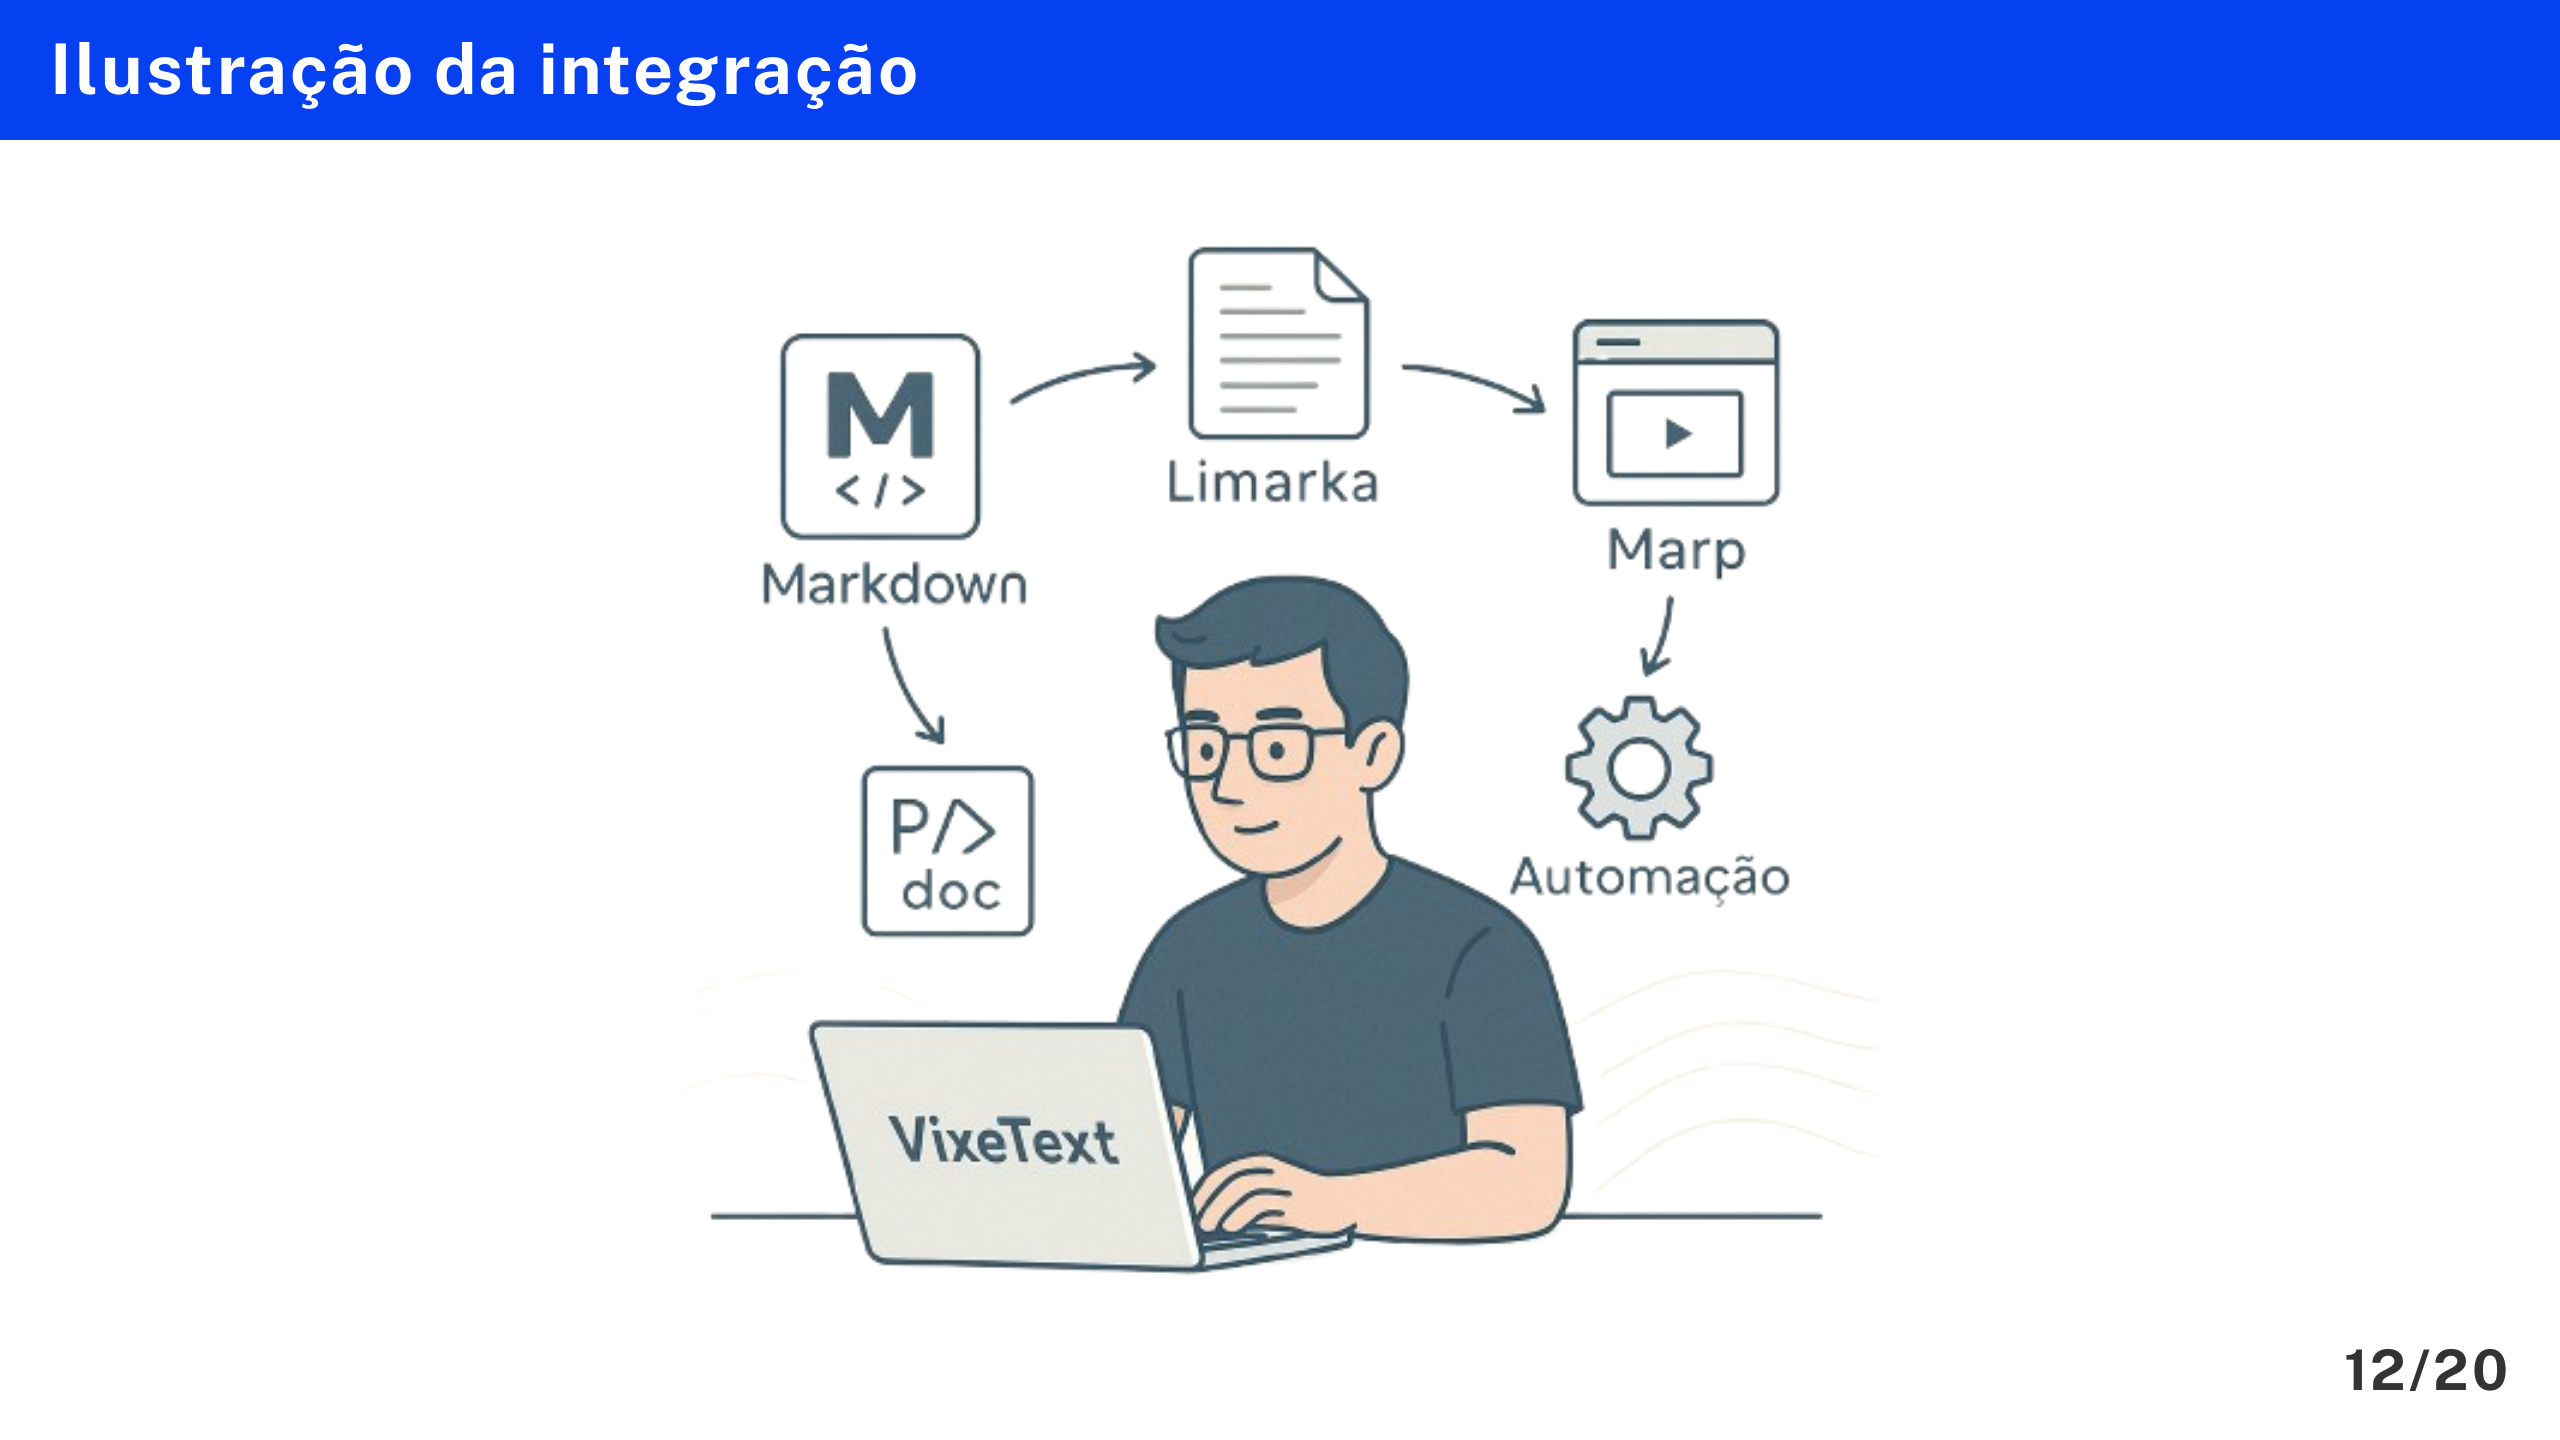 Ilustração da integração
M
</>
Markdown
Limarka
Marp
P/>
doc
Automação
VixeText
12/20